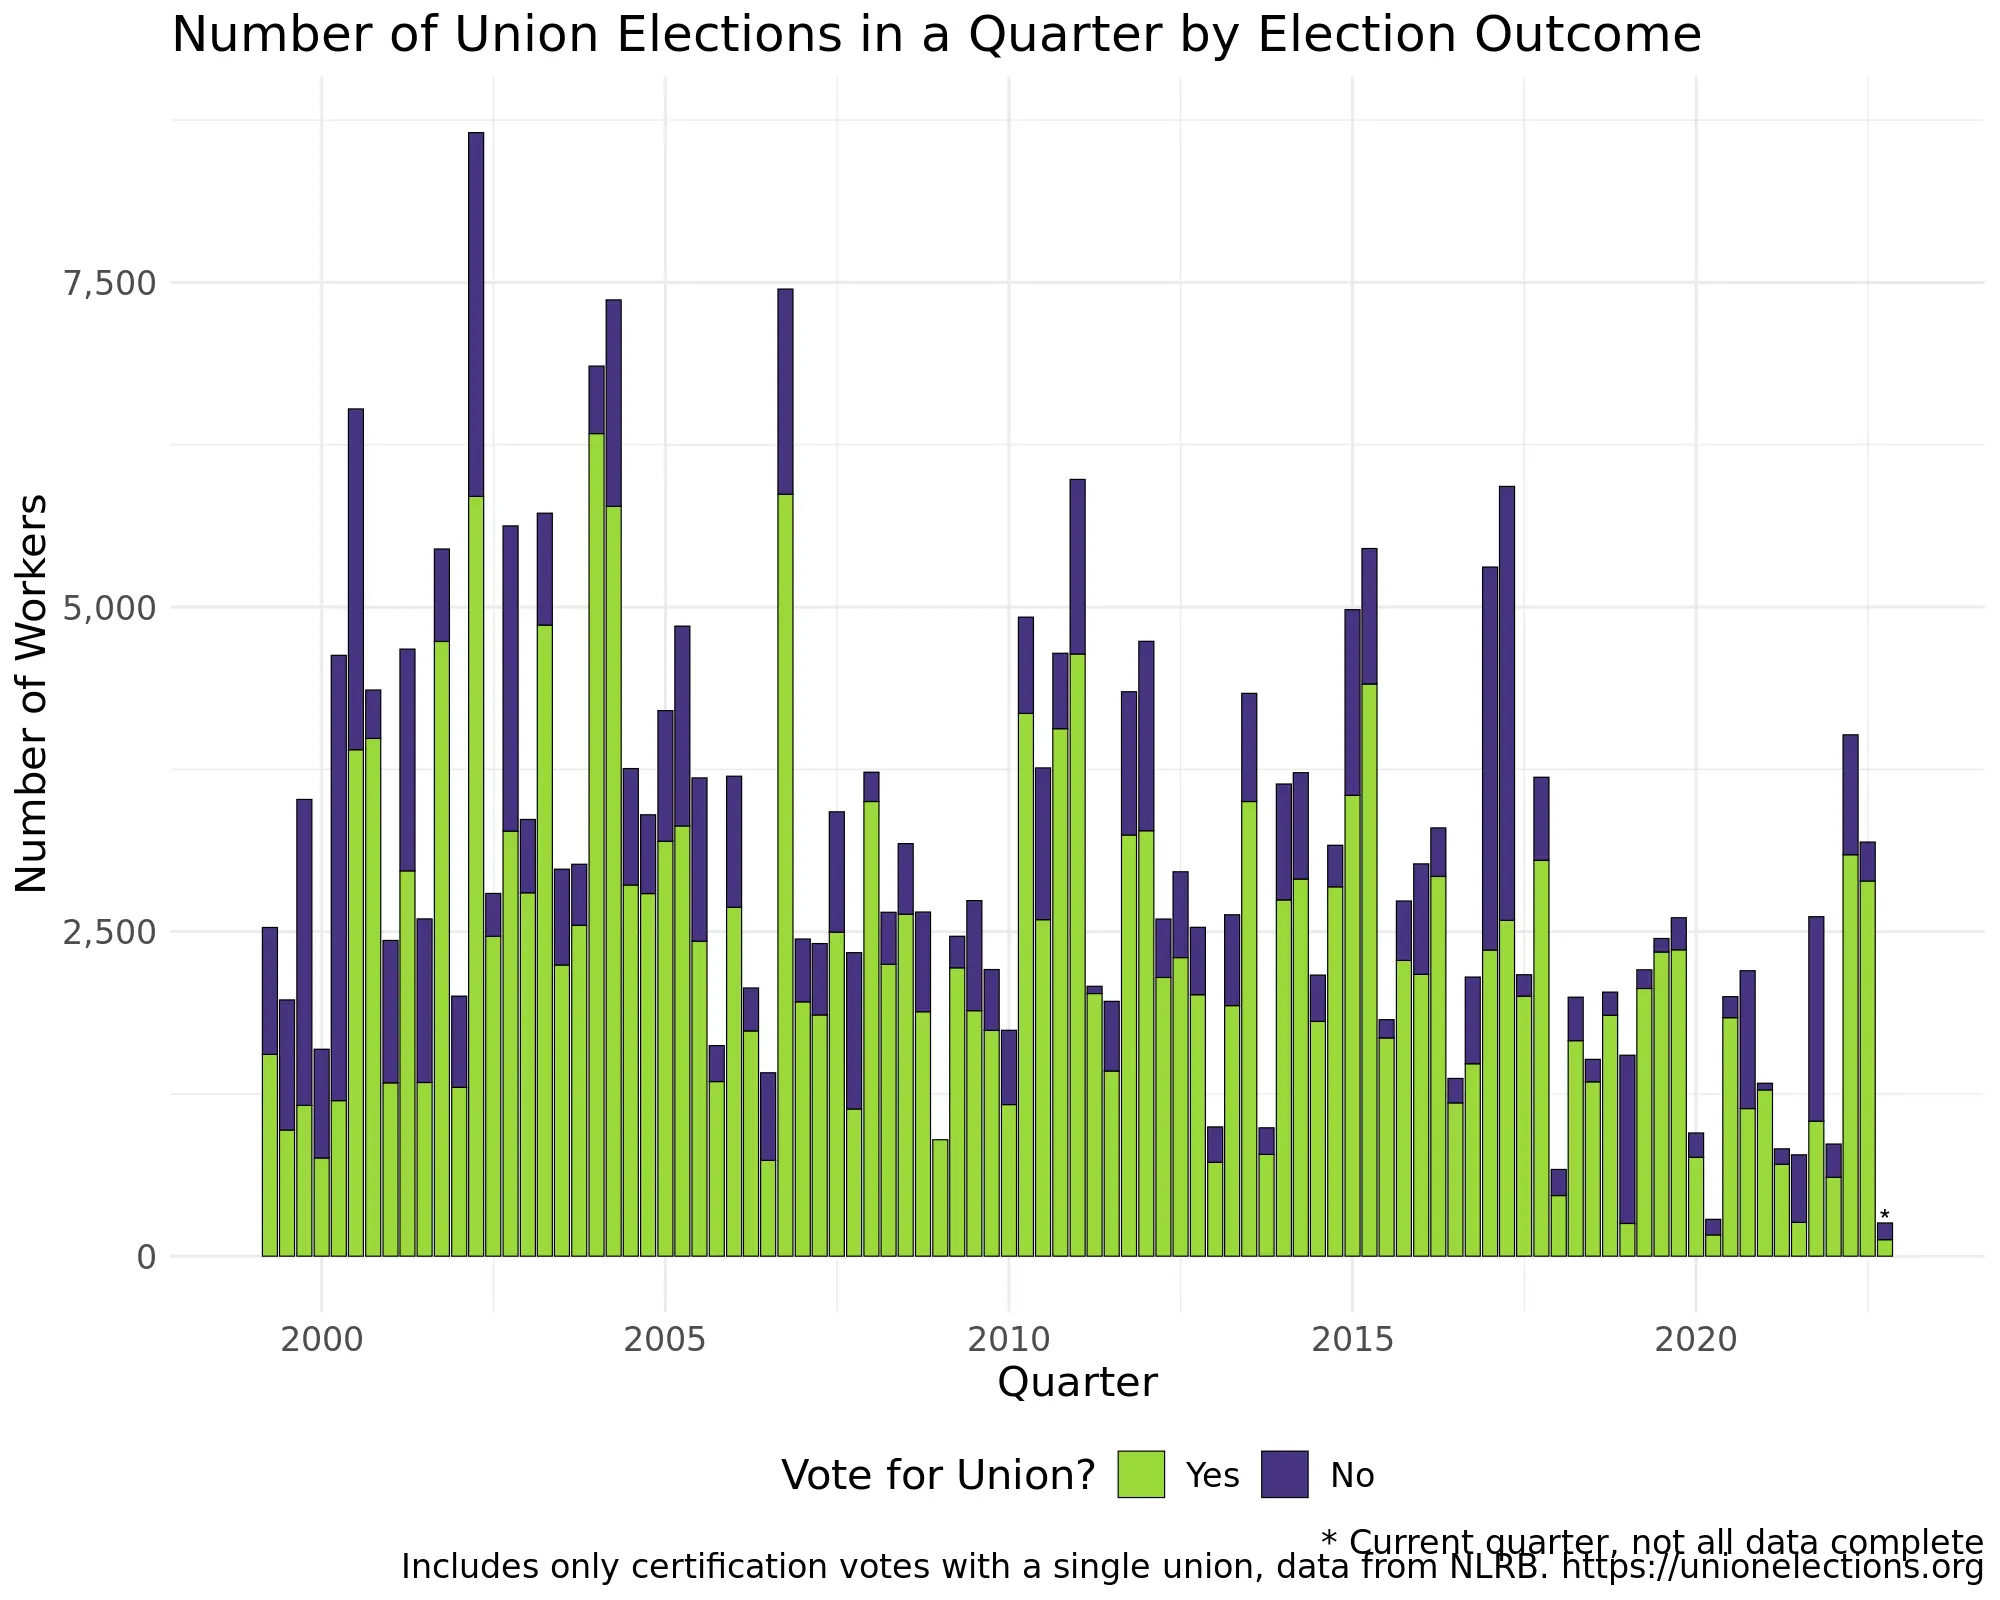 Number of Union Elections in a Quarter by Election Outcome
Number of Workers
7,500
5,000
2,500
0
*
2000 2005 2010 2015 2020
Quarter
Vote for Union? Yes No
* Current quarter, not all data complete
Includes only certification votes with a single union, data from NLRB. https://unionelections.org